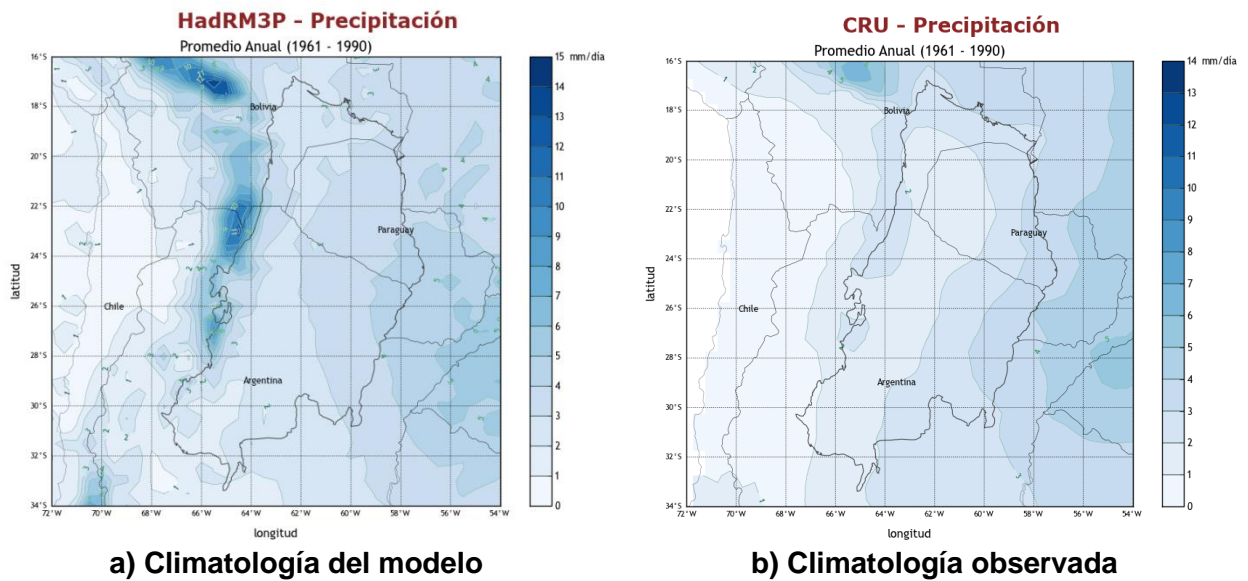 HadRM3P - Precipitación
Promedio Anual (1961 - 1990)
15 mm/día
14
13
12
11
10
9
8
7
6
5
4
3
2
1
0
16°S
18°S
20°S
22°S
24°S
26°S
28°S
30°S
32°S
34°S
latitud
Bolivia
Paraguay
Chile
Argentina
72°W
70°W
68°W
66°W
64°W
62°W
60°W
58°W
56°W
54°W
longitud
a) Climatología del modelo
CRU - Precipitación
Promedio Anual (1961 - 1990)
14 mm/día
13
12
11
10
9
8
7
6
5
4
3
2
1
0
16°S
18°S
20°S
22°S
24°S
26°S
28°S
30°S
32°S
34°S
latitud
Bolivia
Paraguay
Chile
Argentina
72°W
70°W
68°W
66°W
64°W
62°W
60°W
58°W
56°W
54°W
longitud
b) Climatología observada